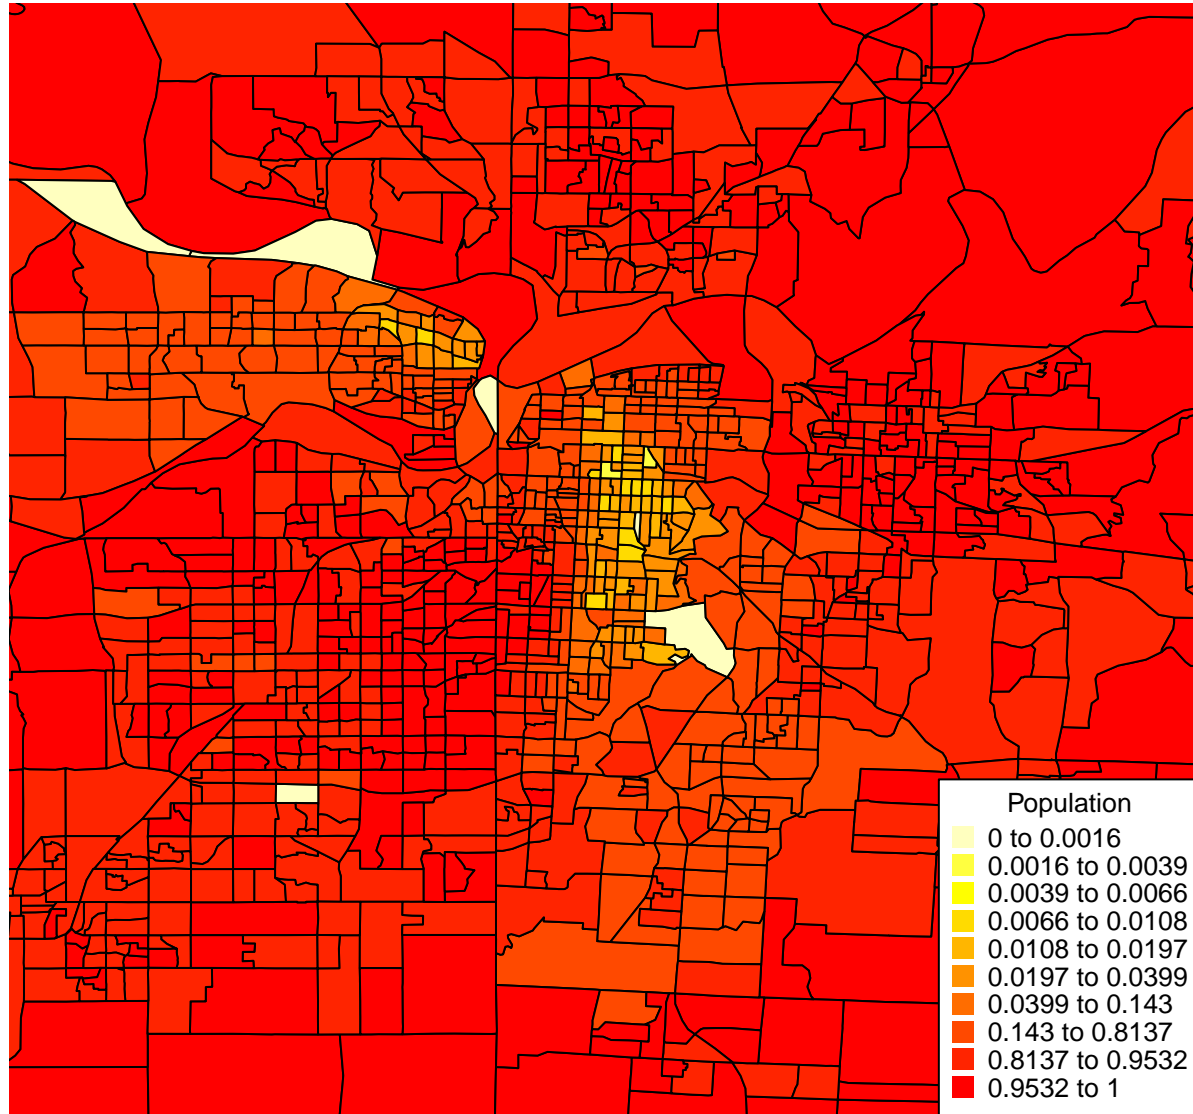 Population
0 to 0.0016
0.0016 to 0.0039
0.0039 to 0.0066
0.0066 to 0.0108
0.0108 to 0.0197
0.0197 to 0.0399
0.0399 to 0.143
0.143 to 0.8137
0.8137 to 0.9532
0.9532 to 1